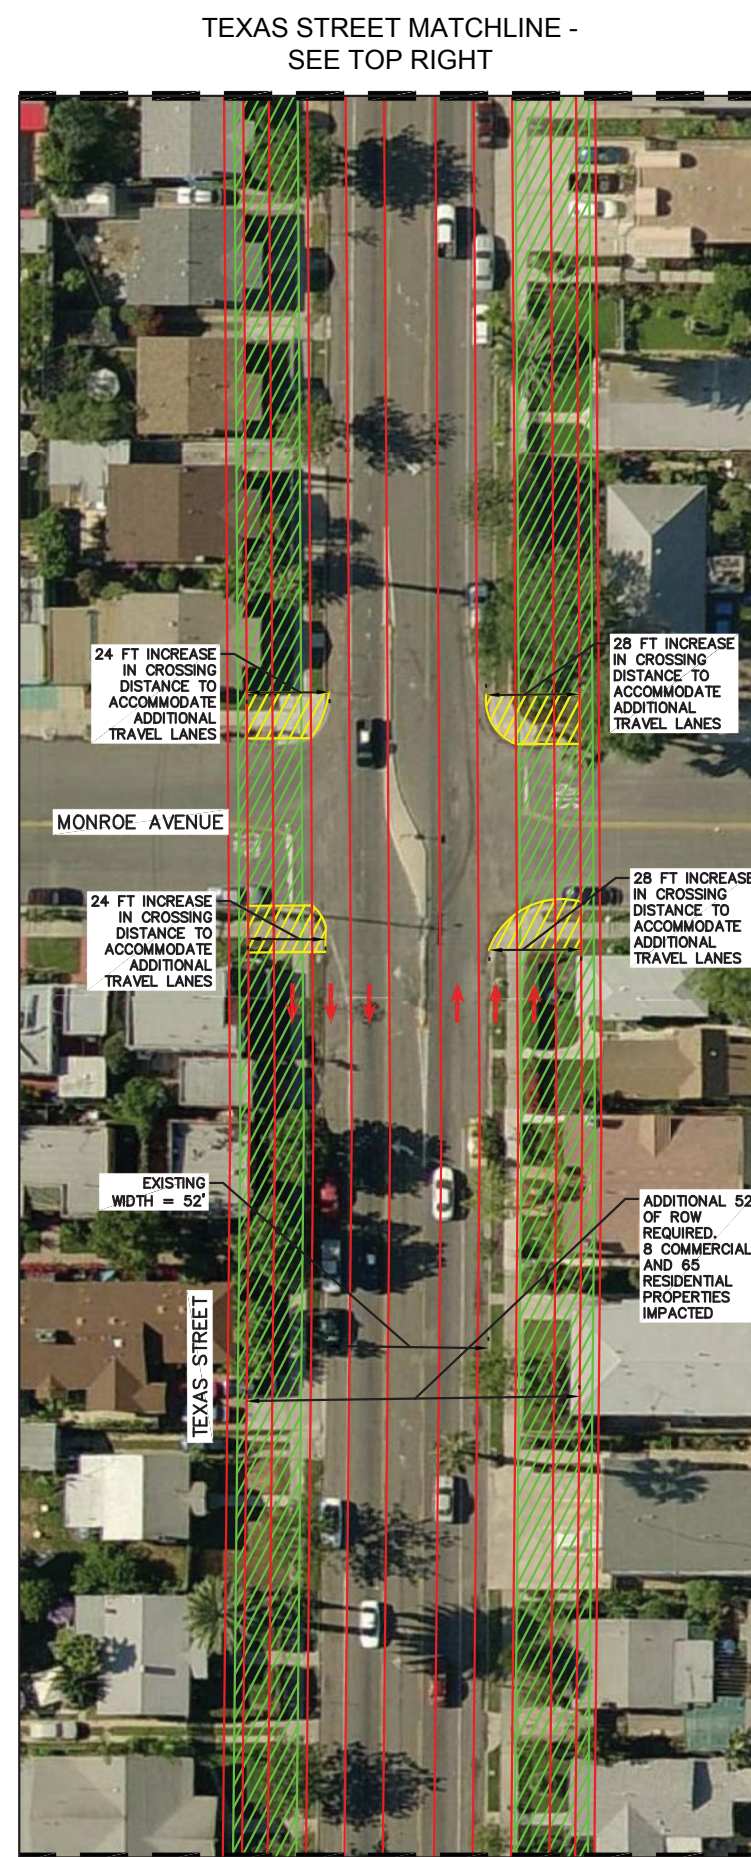 TEXAS STREET MATCHLINE -
SEE TOP RIGHT
24 FT INCREASE
IN CROSSING
DISTANCE TO
ACCOMMODATE
ADDITIONAL
TRAVEL LANES
28 FT INCREASE
IN CROSSING
DISTANCE TO
ACCOMMODATE
ADDITIONAL
TRAVEL LANES
MONROE AVENUE
24 FT INCREASE
IN CROSSING
DISTANCE TO
ACCOMMODATE
ADDITIONAL
TRAVEL LANES
28 FT INCREASE
IN CROSSING
DISTANCE TO
ACCOMMODATE
ADDITIONAL
TRAVEL LANES
EXISTING
WIDTH = 52'
ADDITIONAL 52
OF ROW
REQUIRED.
8 COMMERCIAL
AND 65
RESIDENTIAL
PROPERTIES
IMPACTED
TEXAS STREET